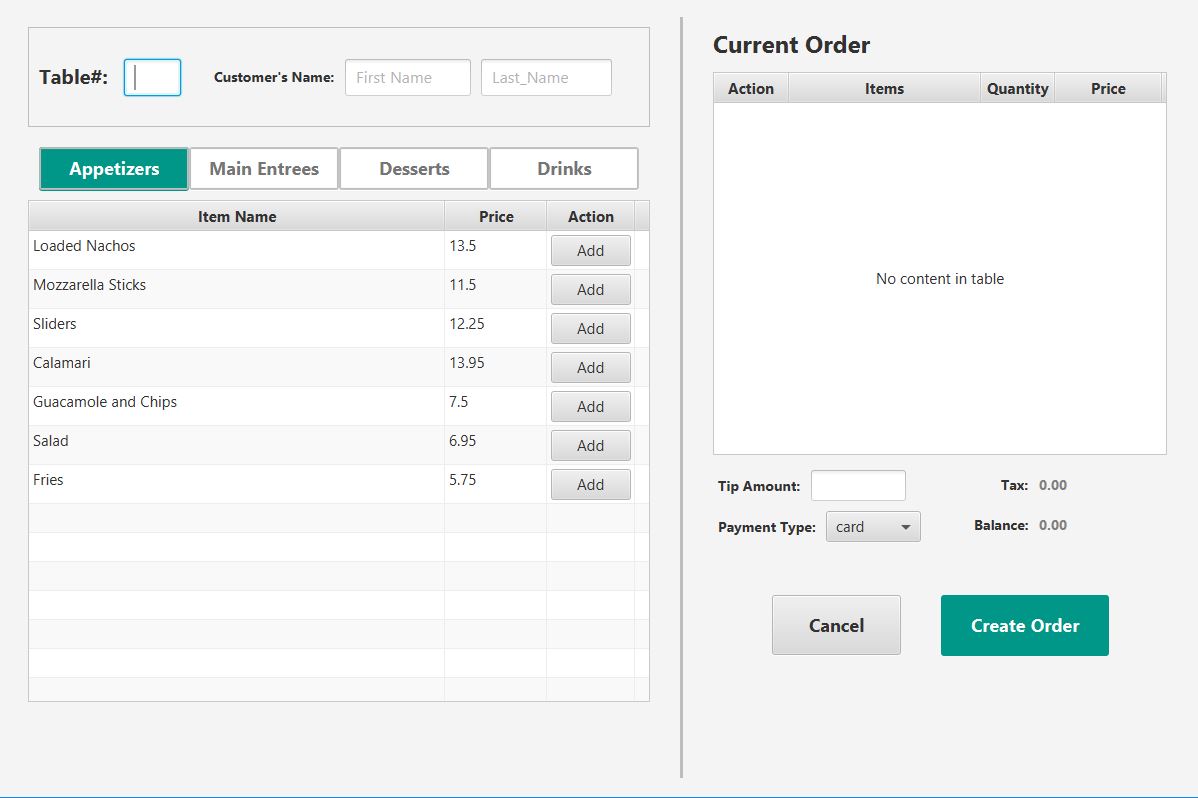 Table#: Customer's Name: First Name Last_Name
Appetizers Main Entrees Desserts Drinks
Item Name Price Action
Loaded Nachos 13.5 Add
Mozzarella Sticks 11.5 Add
Sliders 12.25 Add
Calamari 13.95 Add
Guacamole and Chips 7.5 Add
Salad 6.95 Add
Fries 5.75 Add
Current Order
Action Items Quantity Price
No content in table
Tip Amount: Tax: 0.00
Payment Type: card Balance: 0.00
Cancel Create Order